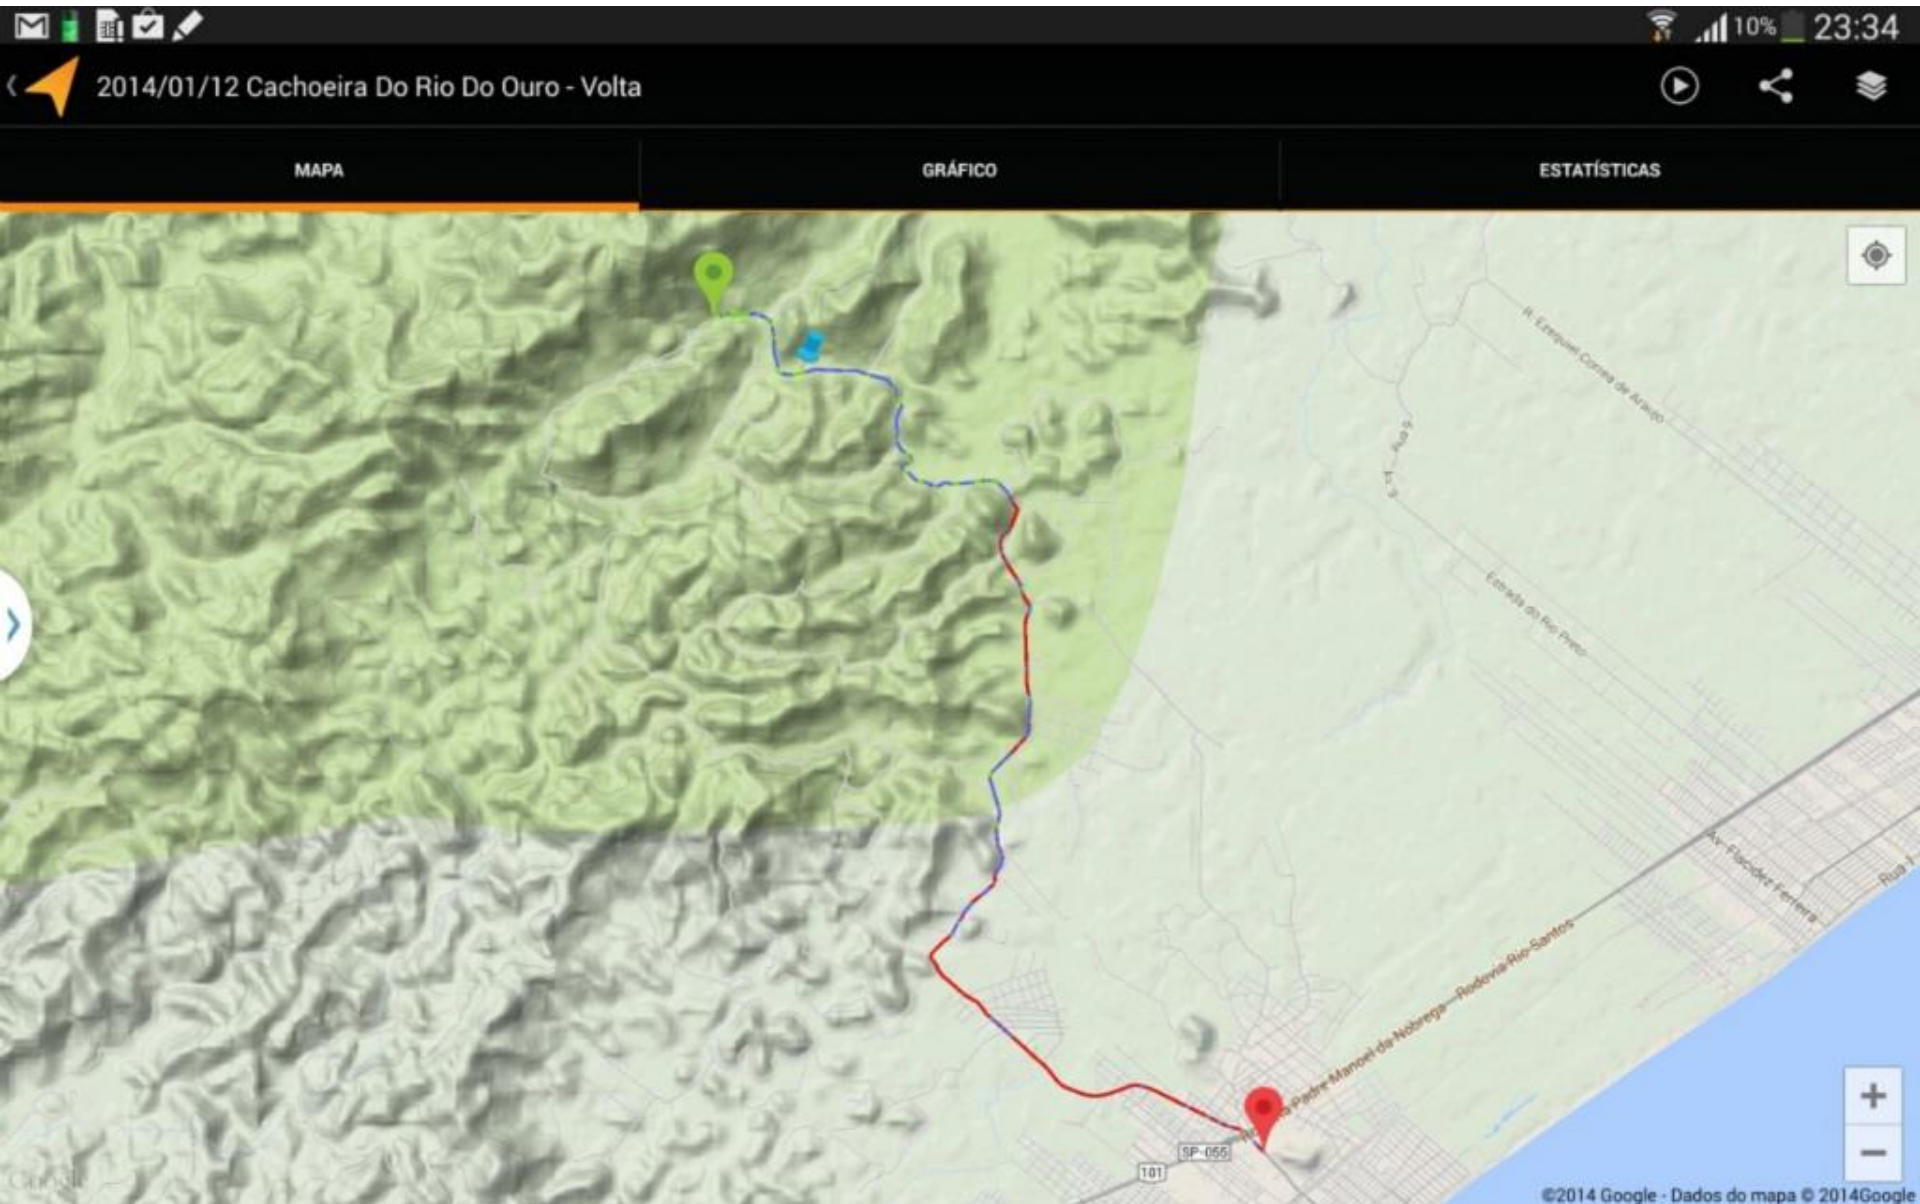 10% 23:34
2014/01/12 Cachoeira Do Rio Do Ouro - Volta
MAPA
GRÁFICO
ESTATÍSTICAS
R. Ezequiel Correa de Araujo
Estrada do Rio Preto
Av. Flacidez Ferreira
Padre Manoel da Nóbrega - Rodovia Rio-Santos
SP-055
101
Google
©2014 Google - Dados do mapa © 2014Google